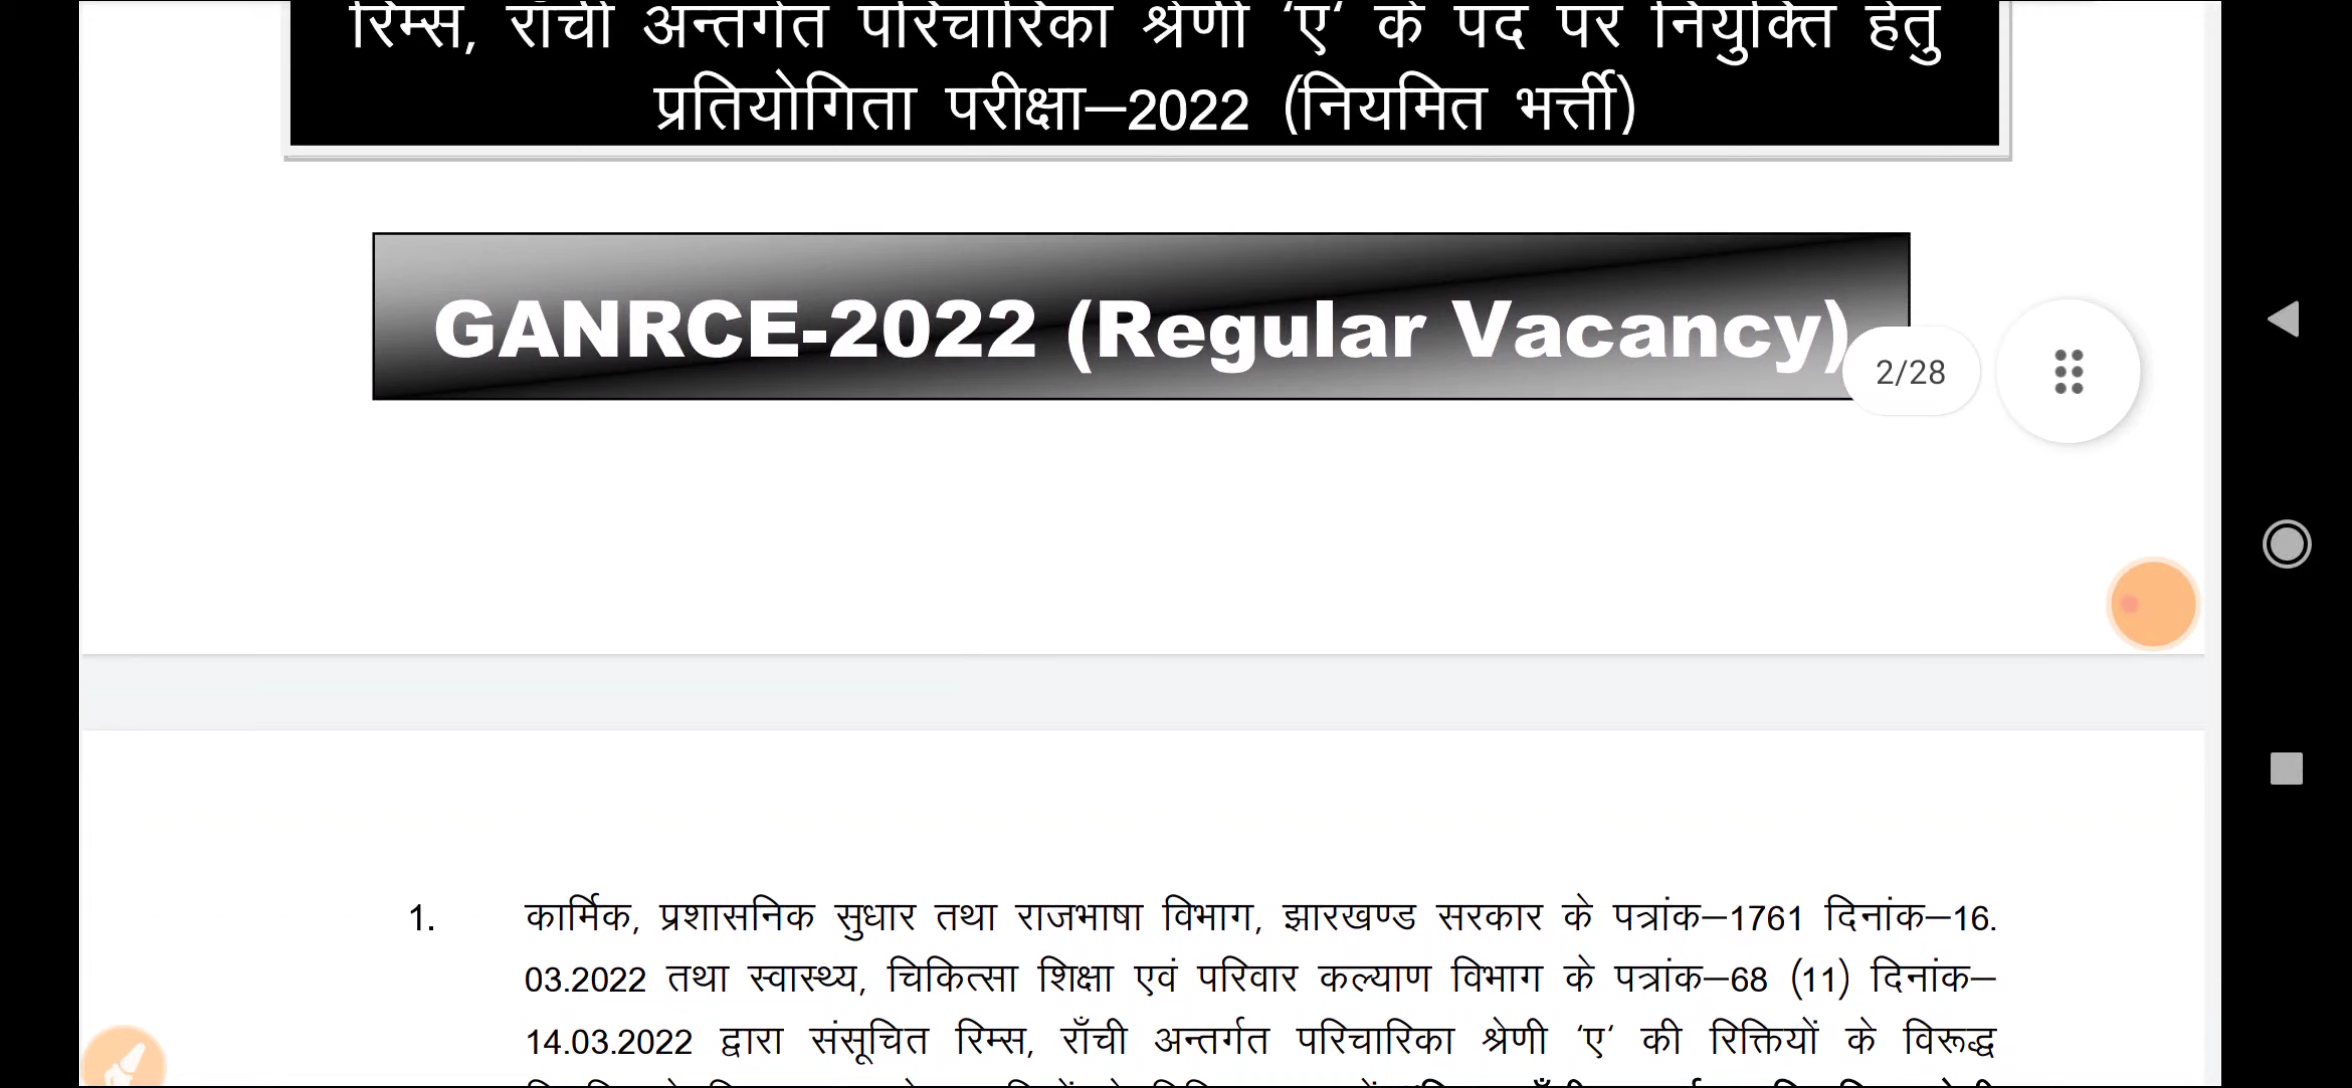 रिम्स, राँची अन्तर्गत परिचारिका श्रेणी 'ए' के पद पर नियुक्ति हेतु
प्रतियोगिता परीक्षा–2022 (नियमित भर्ती)
GANRCE-2022 (Regular Vacancy)
2/28
1. कार्मिक, प्रशासनिक सुधार तथा राजभाषा विभाग, झारखण्ड सरकार के पत्रांक–1761 दिनांक–16.
03.2022 तथा स्वास्थ्य, चिकित्सा शिक्षा एवं परिवार कल्याण विभाग के पत्रांक–68 (11) दिनांक–
14.03.2022 द्वारा संसूचित रिम्स, राँची अन्तर्गत परिचारिका श्रेणी 'ए' की रिक्तियों के विरूद्ध